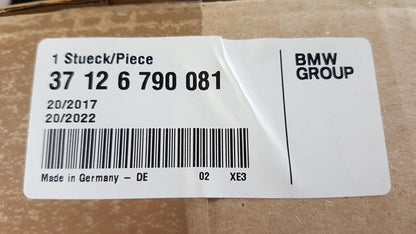 1 Stueck/Piece
37 12 6 790 081
20/2017
20/2022
Made in Germany – DE 02 XE3
BMW
GROUP